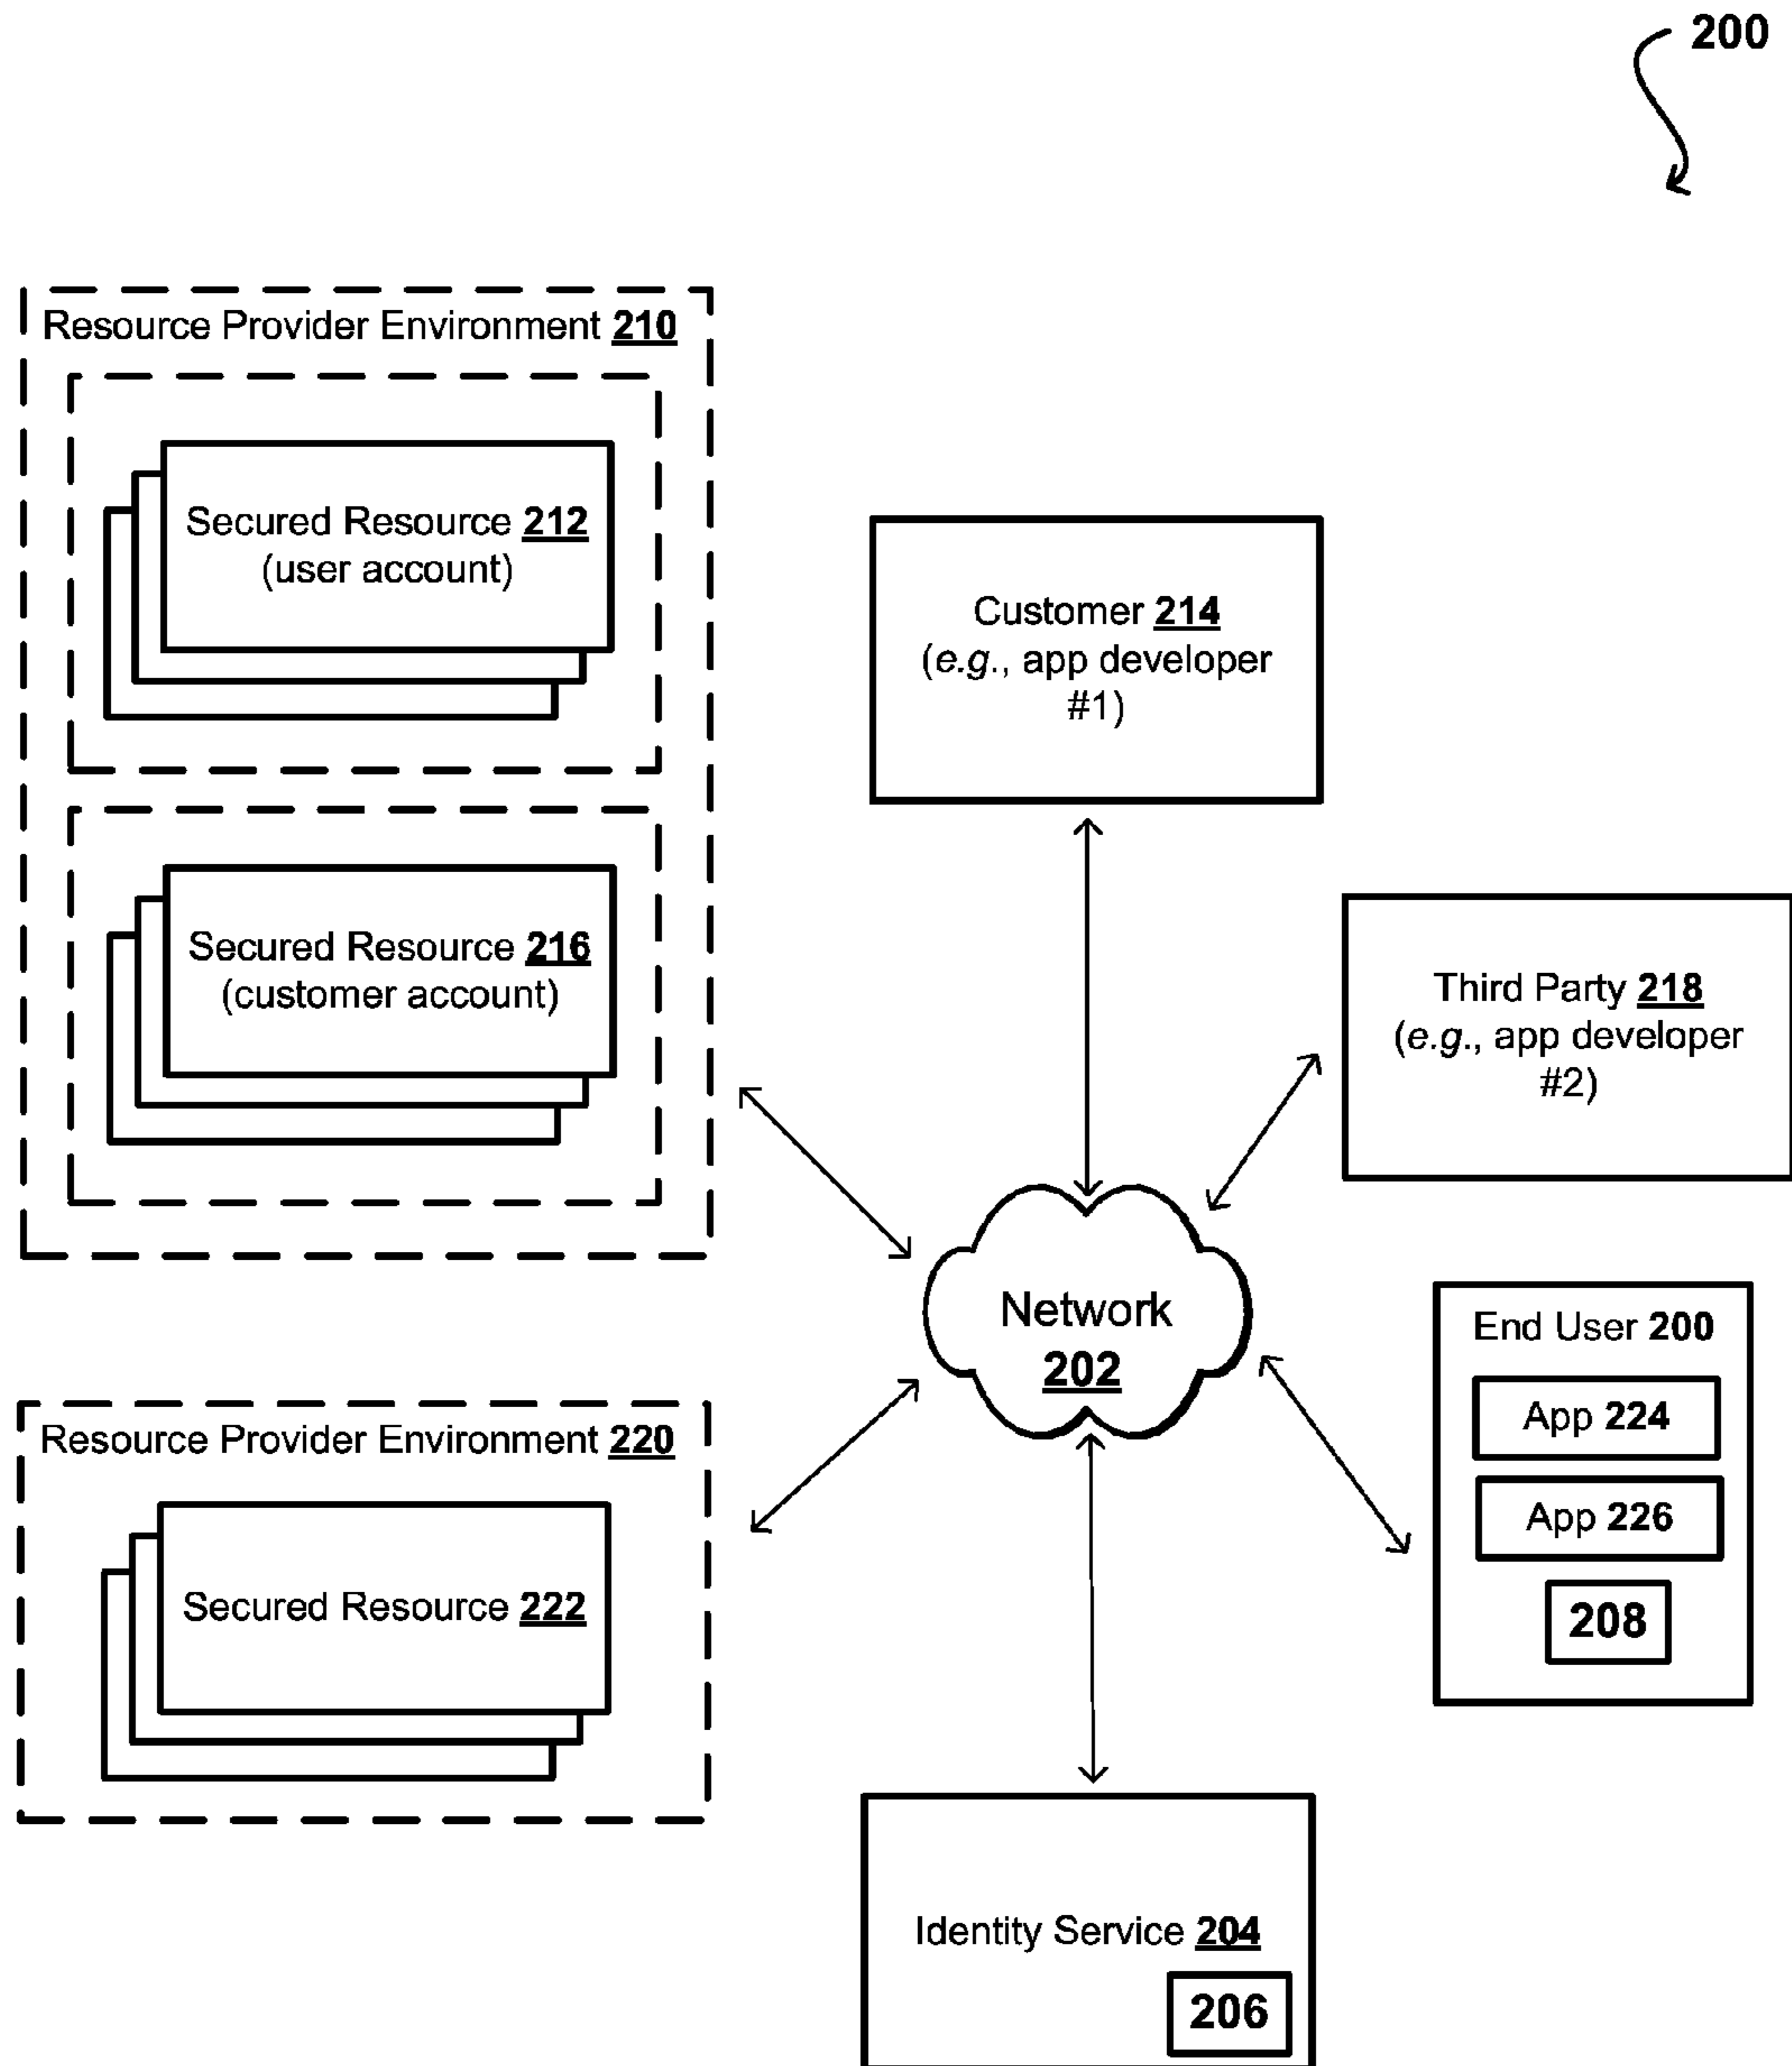 200
Resource Provider Environment 210
Secured Resource 212
(user account)
Secured Resource 216
(customer account)
Customer 214
(e.g., app developer
#1)
Third Party 218
(e.g., app developer
#2)
Network
202
End User 200
App 224
App 226
208
Resource Provider Environment 220
Secured Resource 222
Identity Service 204
206